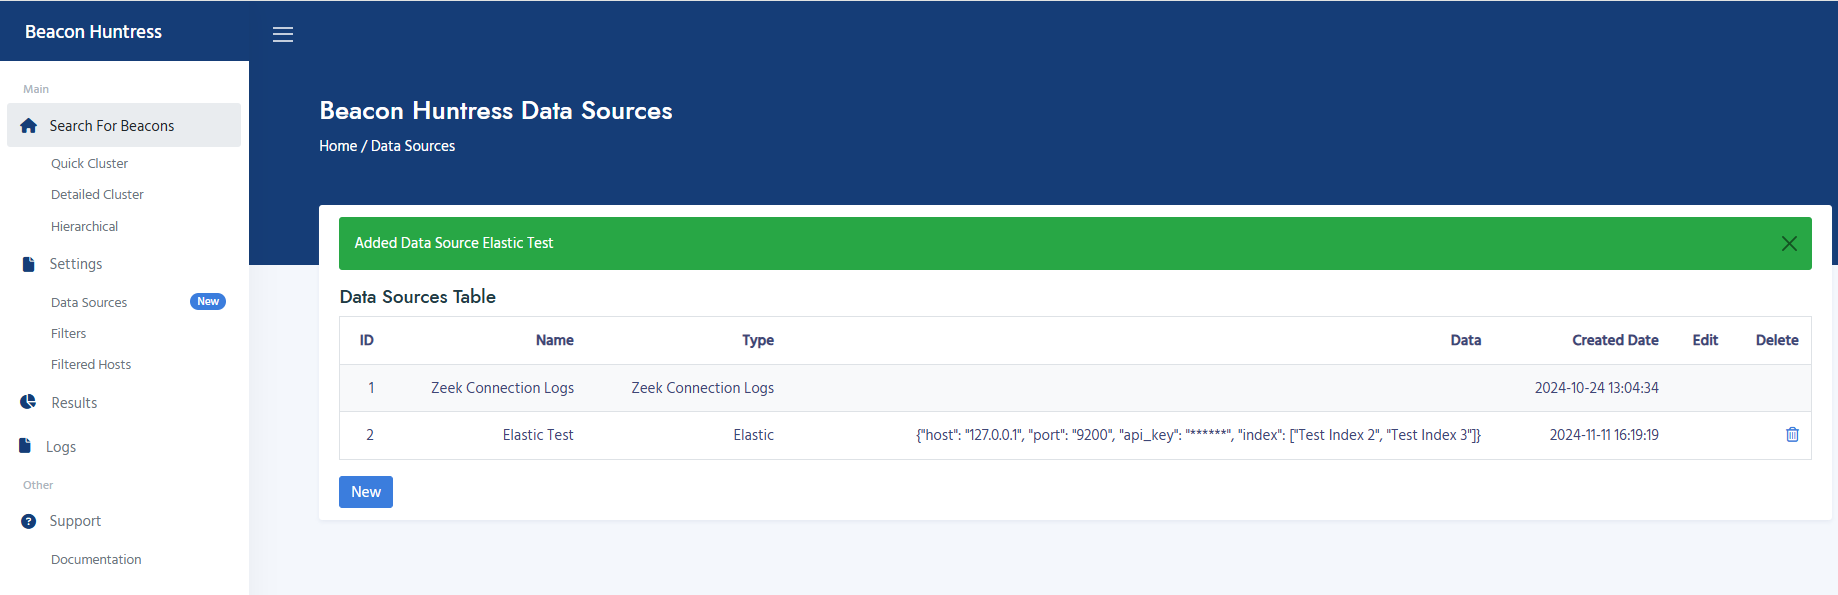 Beacon Huntress
Main
Search For Beacons
Quick Cluster
Detailed Cluster
Hierarchical
Settings
Data Sources New
Filters
Filtered Hosts
Results
Logs
Other
Support
Documentation
Beacon Huntress Data Sources
Home / Data Sources
Added Data Source Elastic Test
Data Sources Table
ID Name Type Data Created Date Edit Delete
1 Zeek Connection Logs Zeek Connection Logs 2024-10-24 13:04:34
2 Elastic Test Elastic {"host": "127.0.0.1", "port": "9200", "api_key": "******", "index": ["Test Index 2", "Test Index 3"]} 2024-11-11 16:19:19
New